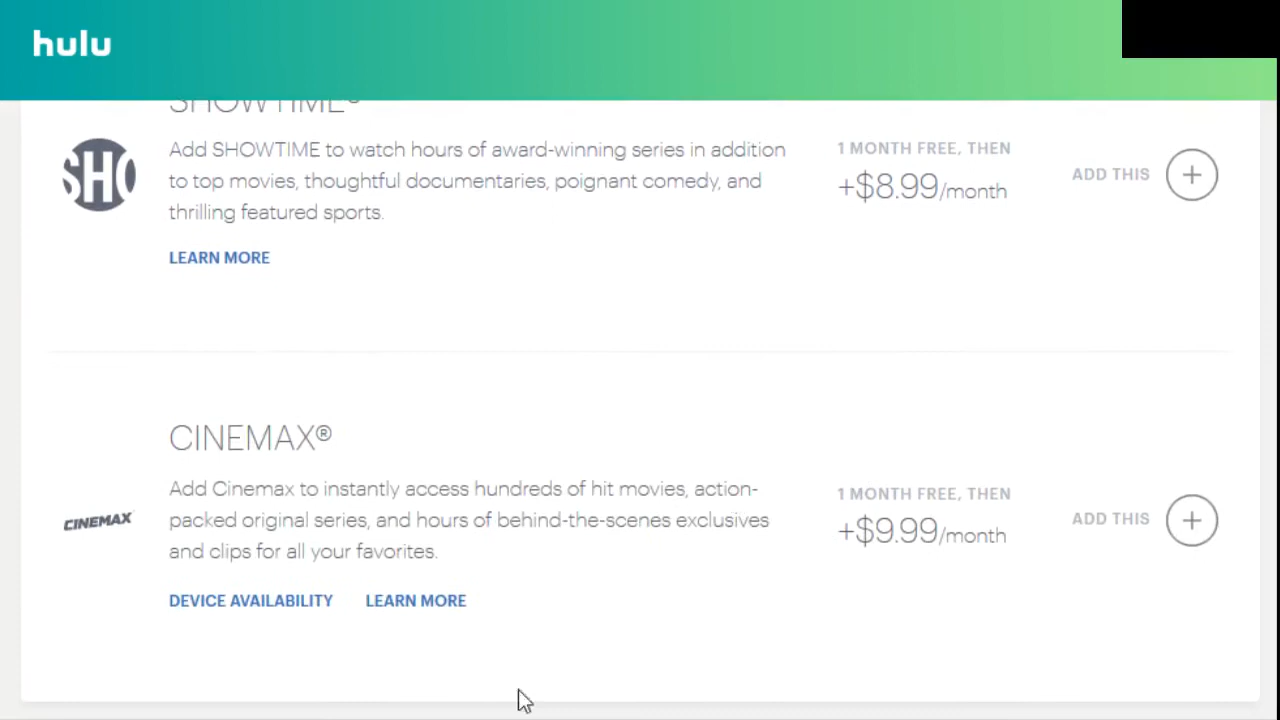 hulu
SHOWTIME®
SHO
Add SHOWTIME to watch hours of award-winning series in addition
to top movies, thoughtful documentaries, poignant comedy, and
thrilling featured sports.
LEARN MORE
1 MONTH FREE, THEN
+$8.99/month
ADD THIS
CINEMAX®
CINEMAX
Add Cinemax to instantly access hundreds of hit movies, action-
packed original series, and hours of behind-the-scenes exclusives
and clips for all your favorites.
DEVICE AVAILABILITY LEARN MORE
1 MONTH FREE, THEN
+$9.99/month
ADD THIS